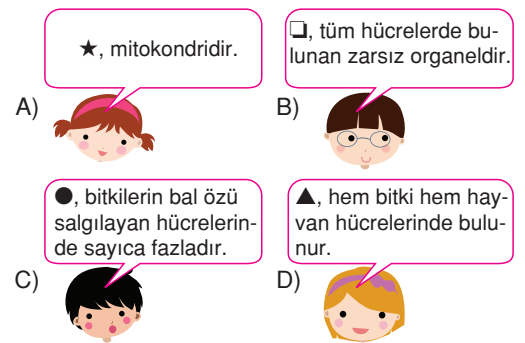 ★, mitokondridir.
A)
❑, tüm hücrelerde bu-
lunan zarsız organeldir.
B)
●, bitkilerin bal özü
salgılayan hücrelerin-
de sayıca fazladır.
C)
▲, hem bitki hem hay-
van hücrelerinde bulu-
nur.
D)